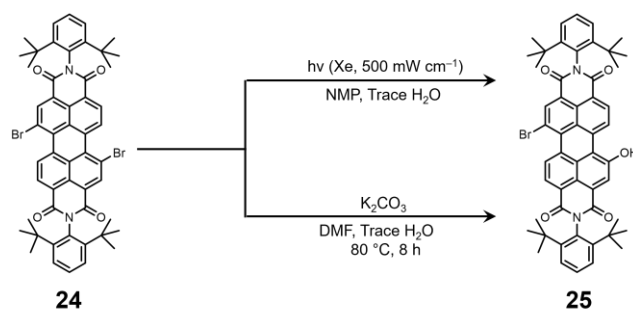 N
O
O
hν (Xe, 500 mW cm⁻¹)
NMP, Trace H₂O
Br
Br
K₂CO₃
DMF, Trace H₂O
80 °C, 8 h
O
O
N
24
N
O
O
Br
OH
O
O
N
25